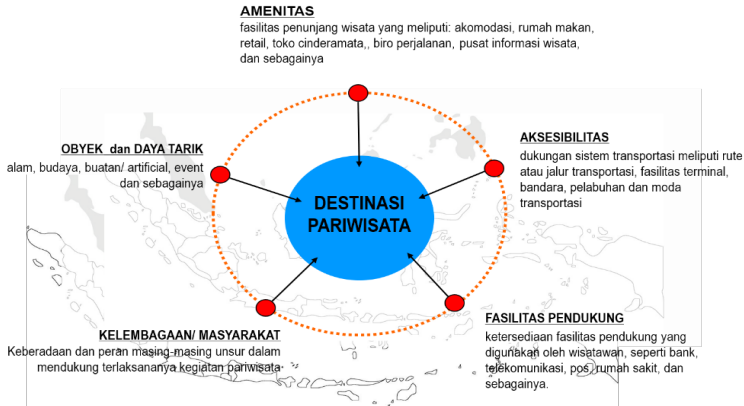 AMENITAS
fasilitas penunjang wisata yang meliputi: akomodasi, rumah makan,
retail, toko cinderamata,, biro perjalanan, pusat informasi wisata,
dan sebagainya
OBYEK dan DAYA TARIK
alam, budaya, buatan/ artificial, event
dan sebagainya
AKSESIBILITAS
dukungan sistem transportasi meliputi rute
atau jalur transportasi, fasilitas terminal,
bandara, pelabuhan dan moda
transportasi
DESTINASI
PARIWISATA
KELEMBAGAAN/ MASYARAKAT
Keberadaan dan peran masing-masing unsur dalam
mendukung terlaksananya kegiatan pariwisata
FASILITAS PENDUKUNG
ketersediaan fasilitas pendukung yang
digunakan oleh wisatawan, seperti bank,
telekomunikasi, pos, rumah sakit, dan
sebagainya.